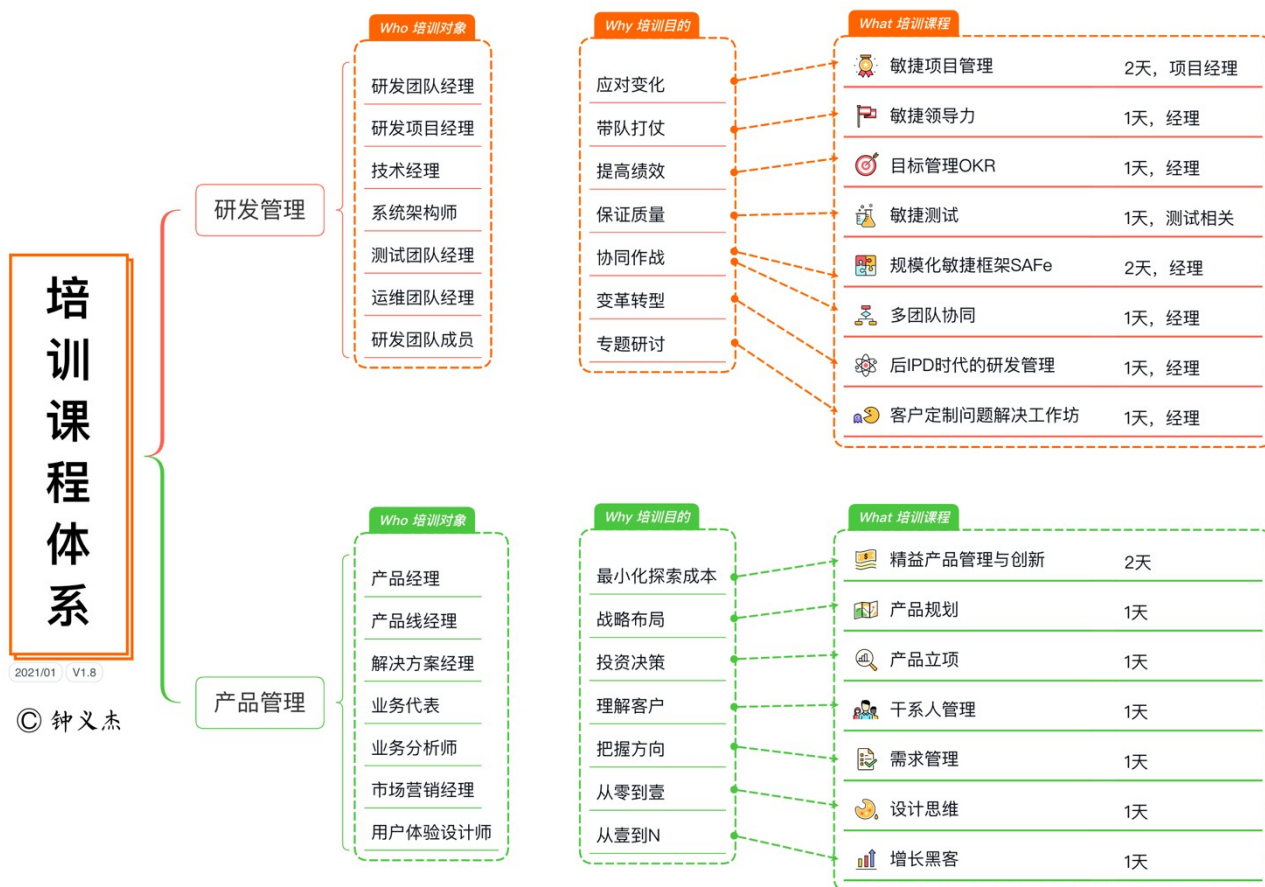 培训课程体系
2021/01 V1.8
© 钟义杰
研发管理
Who 培训对象
研发团队经理
研发项目经理
技术经理
系统架构师
测试团队经理
运维团队经理
研发团队成员
Why 培训目的
应对变化
带队打仗
提高绩效
保证质量
协同作战
变革转型
专题研讨
What 培训课程
敏捷项目管理 2天，项目经理
敏捷领导力 1天，经理
目标管理OKR 1天，经理
敏捷测试 1天，测试相关
规模化敏捷框架SAFe 2天，经理
多团队协同 1天，经理
后IPD时代的研发管理 1天，经理
客户定制问题解决工作坊 1天，经理
产品管理
Who 培训对象
产品经理
产品线经理
解决方案经理
业务代表
业务分析师
市场营销经理
用户体验设计师
Why 培训目的
最小化探索成本
战略布局
投资决策
理解客户
把握方向
从零到壹
从壹到N
What 培训课程
精益产品管理与创新 2天
产品规划 1天
产品立项 1天
干系人管理 1天
需求管理 1天
设计思维 1天
增长黑客 1天